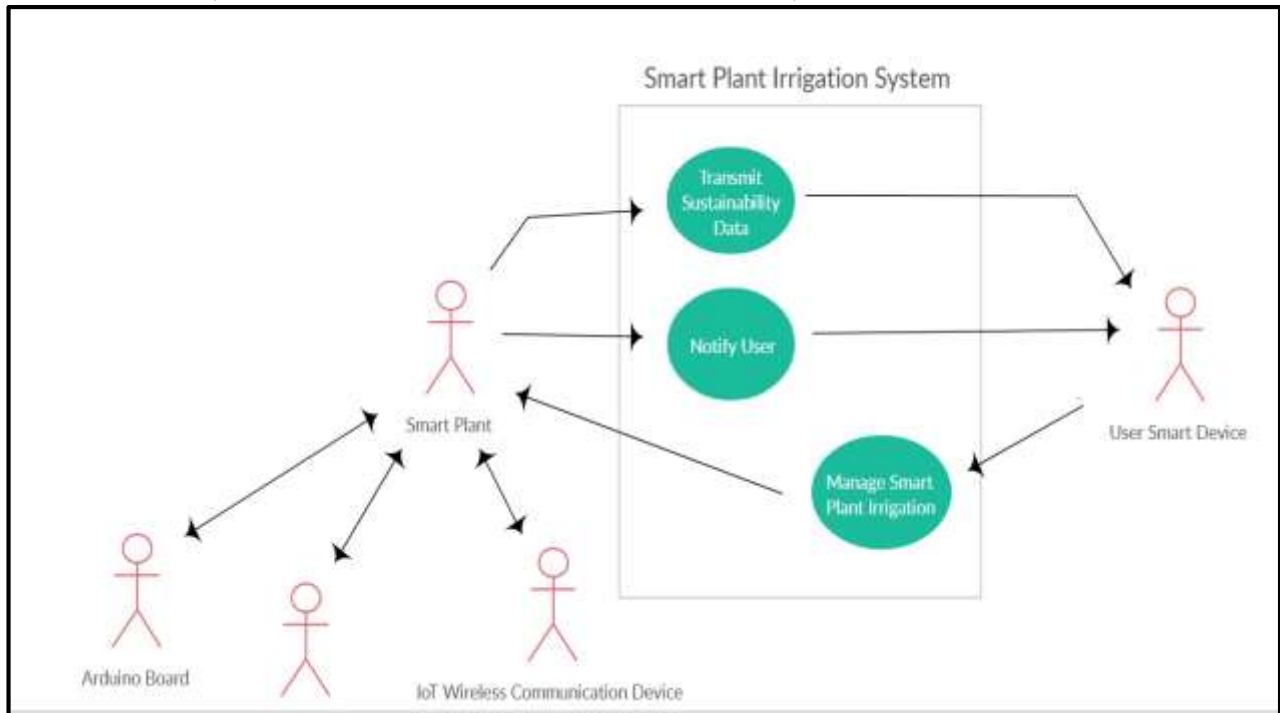 Smart Plant Irrigation System
Transmit
Sustainability
Data
Notify User
Smart Plant
User Smart Device
Manage Smart
Plant Irrigation
Arduino Board
IoT Wireless Communication Device